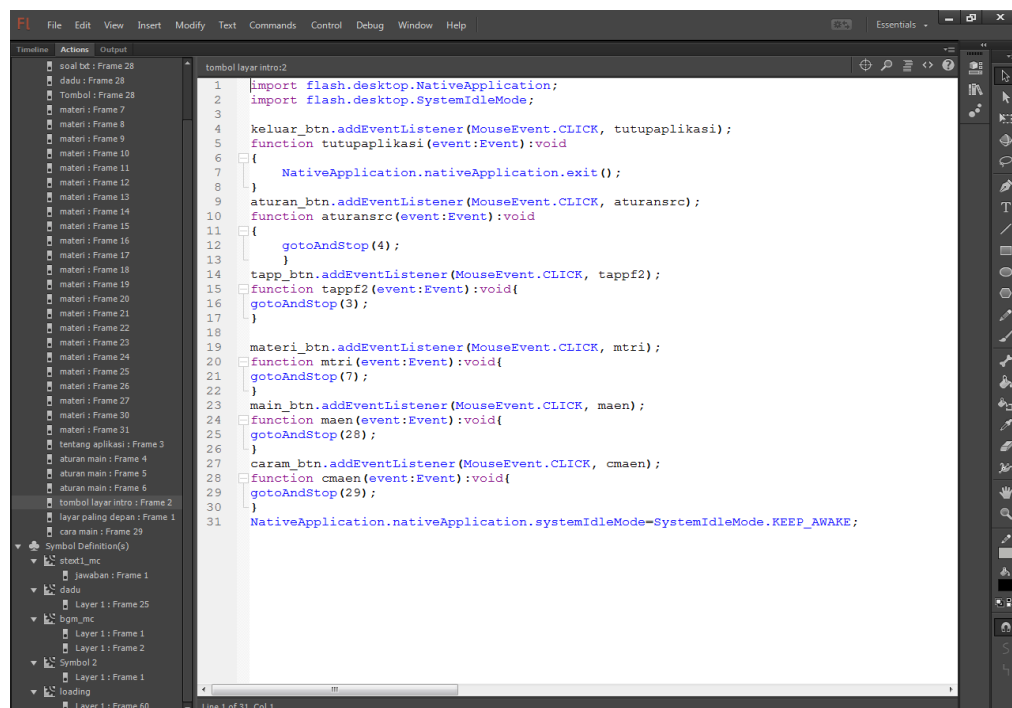 Fl File Edit View Insert Modify Text Commands Control Debug Window Help Essentials
Timeline Actions Output
soal txt : Frame 28
dadu : Frame 28
Tombol : Frame 28
materi : Frame 7
materi : Frame 8
materi : Frame 9
materi : Frame 10
materi : Frame 11
materi : Frame 12
materi : Frame 13
materi : Frame 14
materi : Frame 15
materi : Frame 16
materi : Frame 17
materi : Frame 18
materi : Frame 19
materi : Frame 20
materi : Frame 21
materi : Frame 22
materi : Frame 23
materi : Frame 24
materi : Frame 25
materi : Frame 26
materi : Frame 27
materi : Frame 30
materi : Frame 31
tentang aplikasi : Frame 3
aturan main : Frame 4
aturan main : Frame 5
aturan main : Frame 6
tombol layar intro : Frame 2
layar paling depan : Frame 1
cara main : Frame 29
Symbol Definition(s)
stext1_mc
jawaban : Frame 1
dadu
Layer 1 : Frame 25
bgm_mc
Layer 1 : Frame 1
Layer 1 : Frame 2
Symbol 2
Layer 1 : Frame 1
loading
Layer 1 : Frame 60
tombol layar intro:2
1 import flash.desktop.NativeApplication;
2 import flash.desktop.SystemIdleMode;
3
4 keluar_btn.addEventListener(MouseEvent.CLICK, tutupaplikasi);
5 function tutupaplikasi(event:Event):void
6 {
7 NativeApplication.nativeApplication.exit();
8 }
9 aturan_btn.addEventListener(MouseEvent.CLICK, aturansrc);
10 function aturansrc(event:Event):void
11 {
12 gotoAndStop(4);
13 }
14 tapp_btn.addEventListener(MouseEvent.CLICK, tappf2);
15 function tappf2(event:Event):void{
16 gotoAndStop(3);
17 }
18
19 materi_btn.addEventListener(MouseEvent.CLICK, mtri);
20 function mtri(event:Event):void{
21 gotoAndStop(7);
22 }
23 main_btn.addEventListener(MouseEvent.CLICK, maen);
24 function maen(event:Event):void{
25 gotoAndStop(28);
26 }
27 caram_btn.addEventListener(MouseEvent.CLICK, cmaen);
28 function cmaen(event:Event):void{
29 gotoAndStop(29);
30 }
31 NativeApplication.nativeApplication.systemIdleMode=SystemIdleMode.KEEP_AWAKE;
Line 1 of 31, Col 1